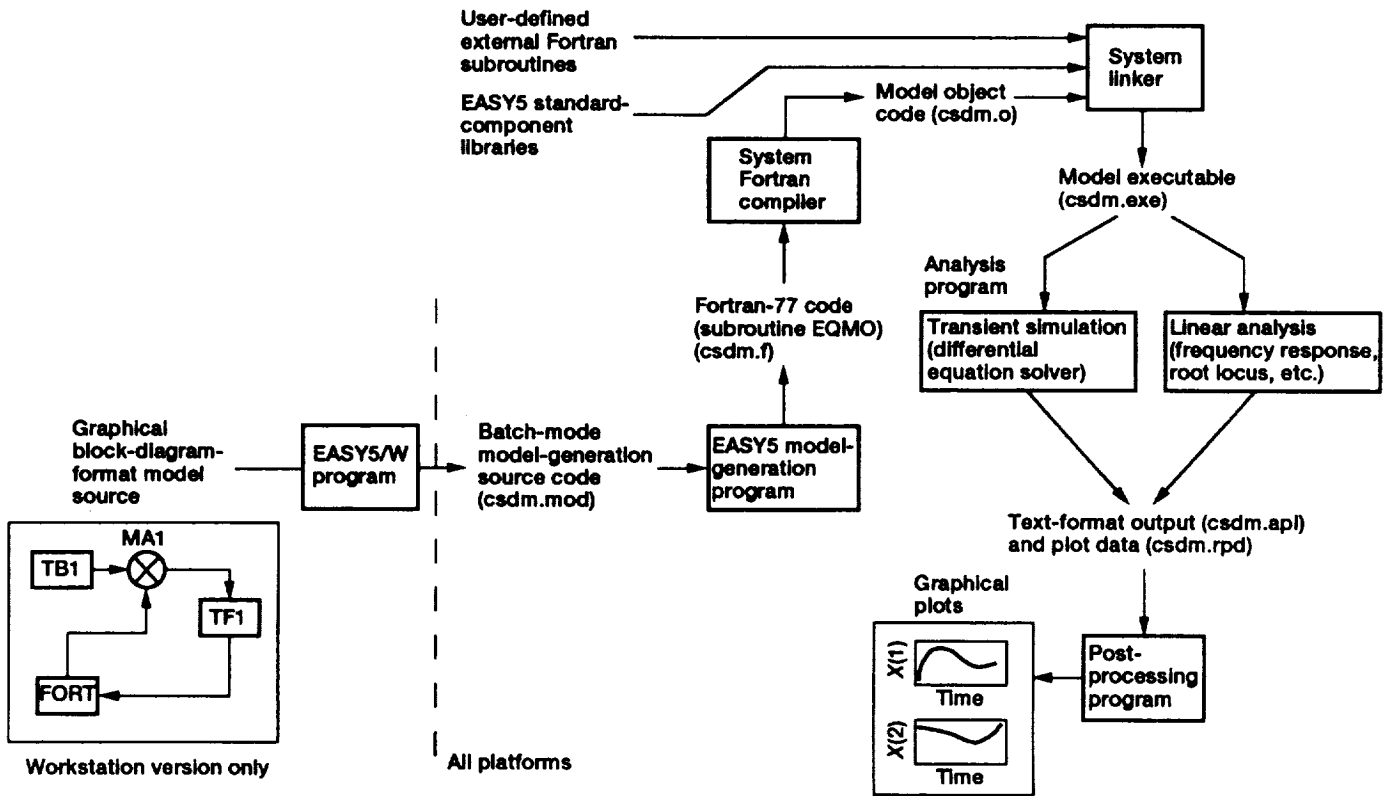 User-defined
external Fortran
subroutines
EASY5 standard-
component
libraries
System
linker
Model object
code (csdm.o)
System
Fortran
compiler
Model executable
(csdm.exe)
Analysis
program
Fortran-77 code
(subroutine EQMO)
(csdm.f)
Transient simulation
(differential
equation solver)
Linear analysis
(frequency response,
root locus, etc.)
Graphical
block-diagram-
format model
source
EASY5/W
program
Batch-mode
model-generation
source code
(csdm.mod)
EASY5 model-
generation
program
Text-format output (csdm.apl)
and plot data (csdm.rpd)
MA1
TB1
TF1
FORT
Workstation version only
All platforms
Graphical
plots
X(1)
Time
X(2)
Time
Post-
processing
program